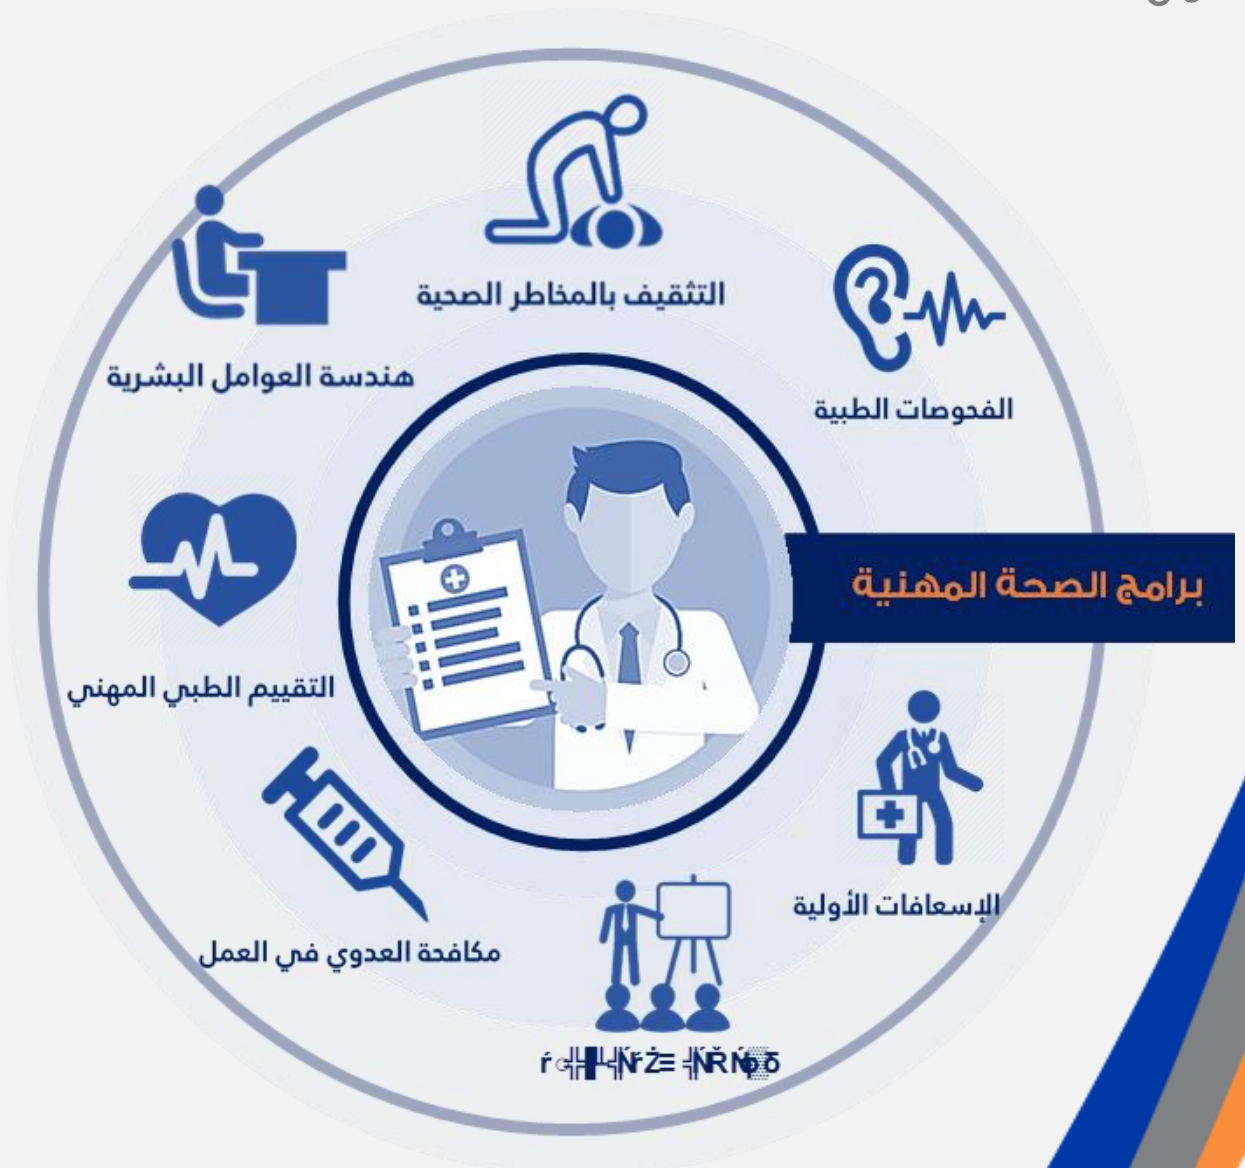 التثقيف بالمخاطر الصحية
هندسة العوامل البشرية
الفحوصات الطبية
برامج الصحة المهنية
التقييم الطبي المهني
الإسعافات الأولية
مكافحة العدوي في العمل